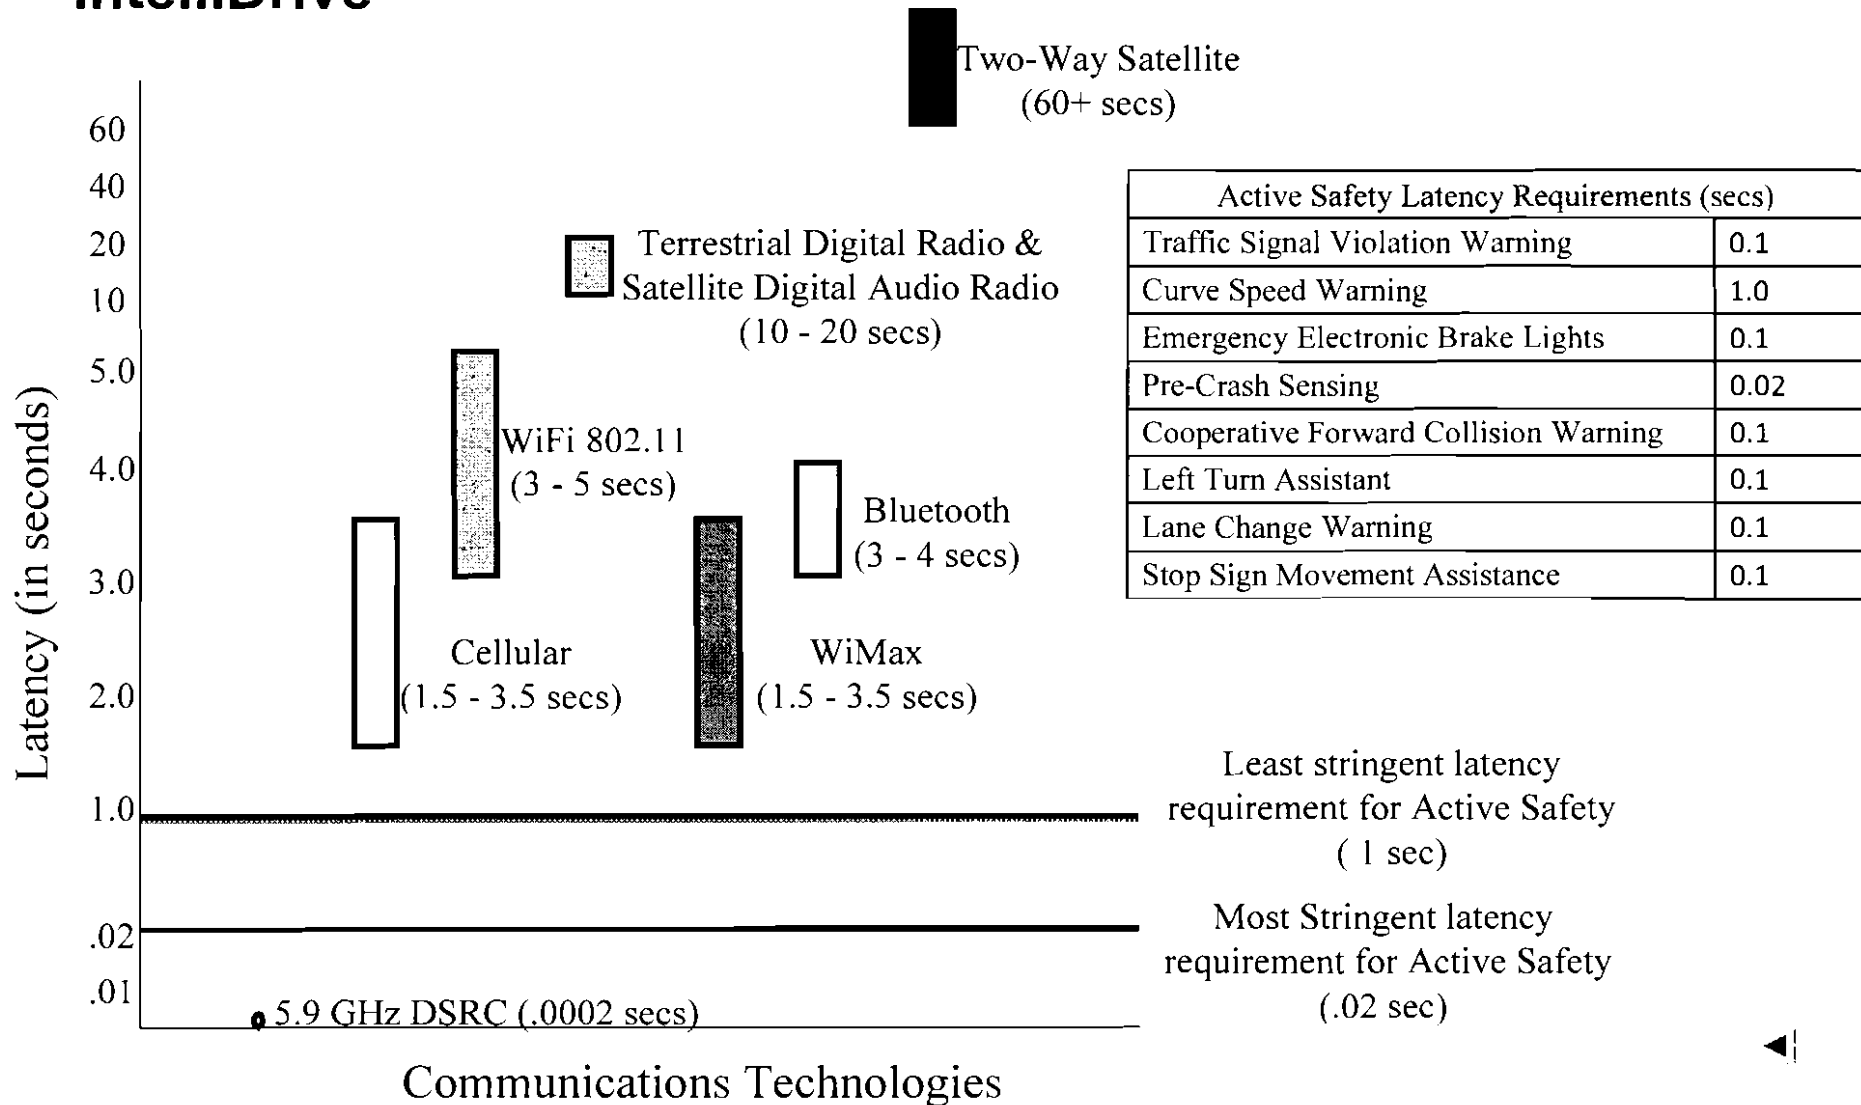 IntelliDrive
Two-Way Satellite
(60+ secs)
60
40
20
10
5.0
4.0
3.0
2.0
1.0
.02
.01
Latency (in seconds)
Terrestrial Digital Radio &
Satellite Digital Audio Radio
(10 - 20 secs)
WiFi 802.11
(3 - 5 secs)
Bluetooth
(3 - 4 secs)
Cellular
(1.5 - 3.5 secs)
WiMax
(1.5 - 3.5 secs)
Active Safety Latency Requirements (secs)
Traffic Signal Violation Warning 0.1
Curve Speed Warning 1.0
Emergency Electronic Brake Lights 0.1
Pre-Crash Sensing 0.02
Cooperative Forward Collision Warning 0.1
Left Turn Assistant 0.1
Lane Change Warning 0.1
Stop Sign Movement Assistance 0.1
Least stringent latency
requirement for Active Safety
( 1 sec)
Most Stringent latency
requirement for Active Safety
(.02 sec)
5.9 GHz DSRC (.0002 secs)
Communications Technologies